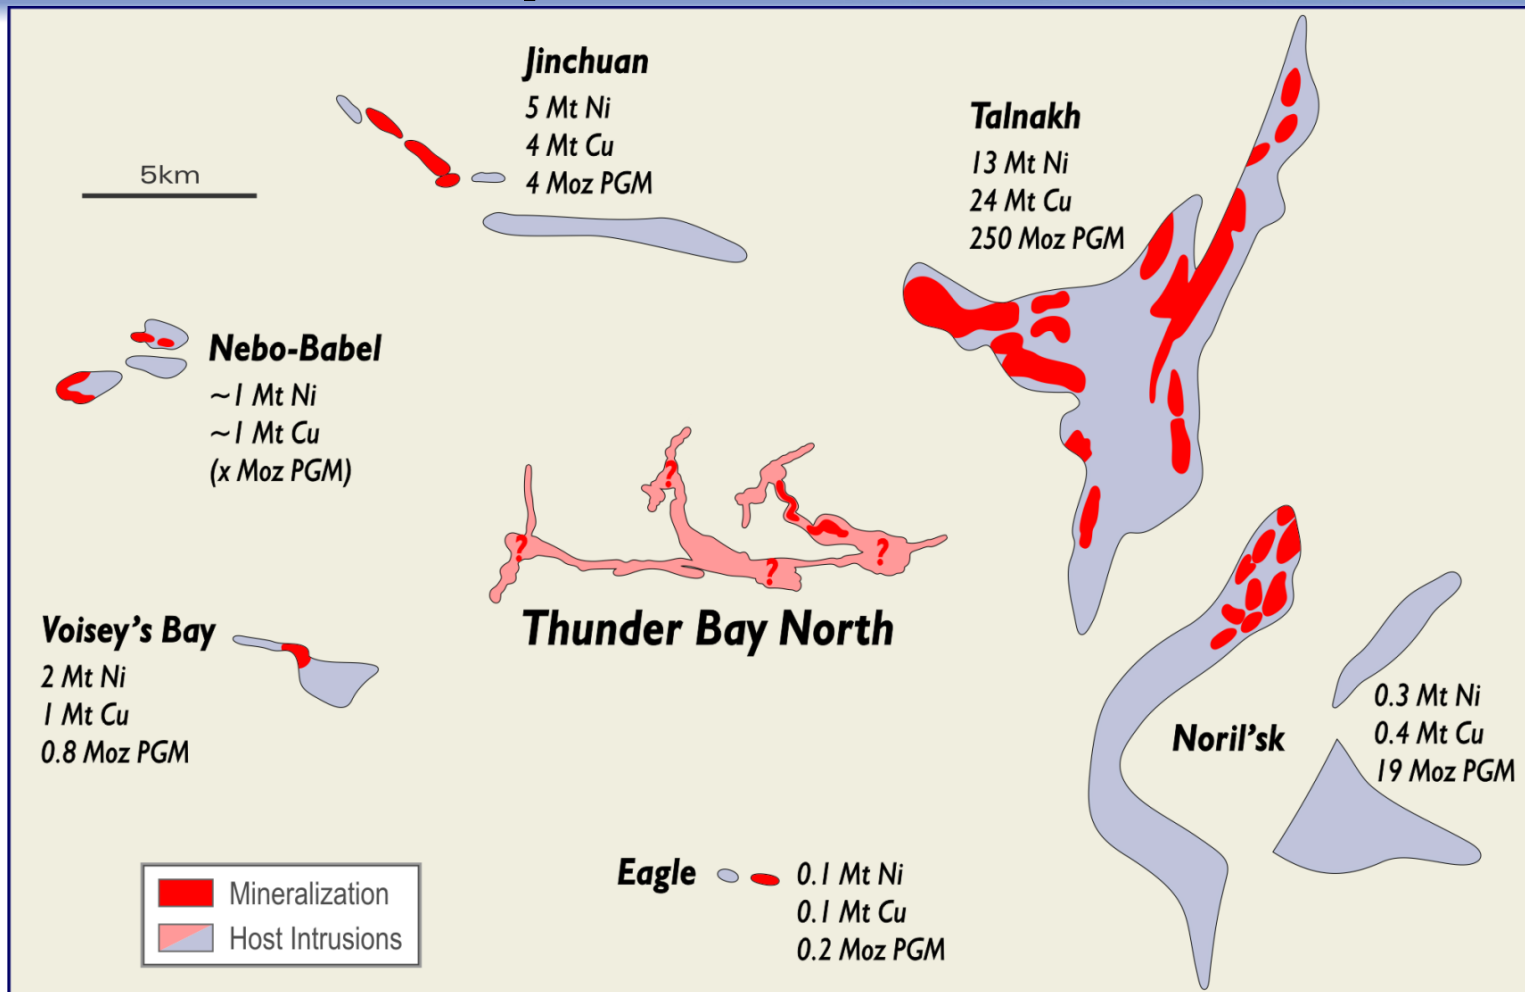 Jinchuan
5 Mt Ni
4 Mt Cu
4 Moz PGM
Talnakh
13 Mt Ni
24 Mt Cu
250 Moz PGM
5km
Nebo-Babel
~1 Mt Ni
~1 Mt Cu
(x Moz PGM)
?
?
?
?
Thunder Bay North
Voisey's Bay
2 Mt Ni
1 Mt Cu
0.8 Moz PGM
Noril'sk
0.3 Mt Ni
0.4 Mt Cu
19 Moz PGM
Eagle
0.1 Mt Ni
0.1 Mt Cu
0.2 Moz PGM
Mineralization
Host Intrusions